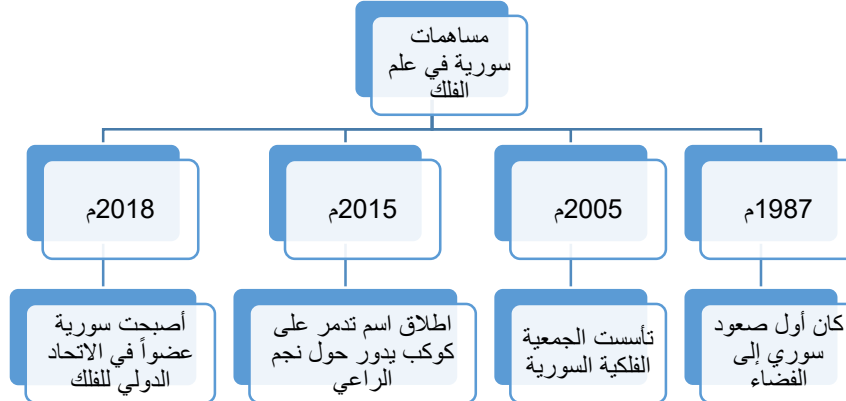 مساهمات
سورية في علم
الفلك
1987م
2005م
2015م
2018م
كان أول صعود
سوري إلى
الفضاء
تأسست الجمعية
الفلكية السورية
اطلاق اسم تدمر على
كوكب يدور حول نجم
الراعي
أصبحت سورية
عضواً في الاتحاد
الدولي للفلك